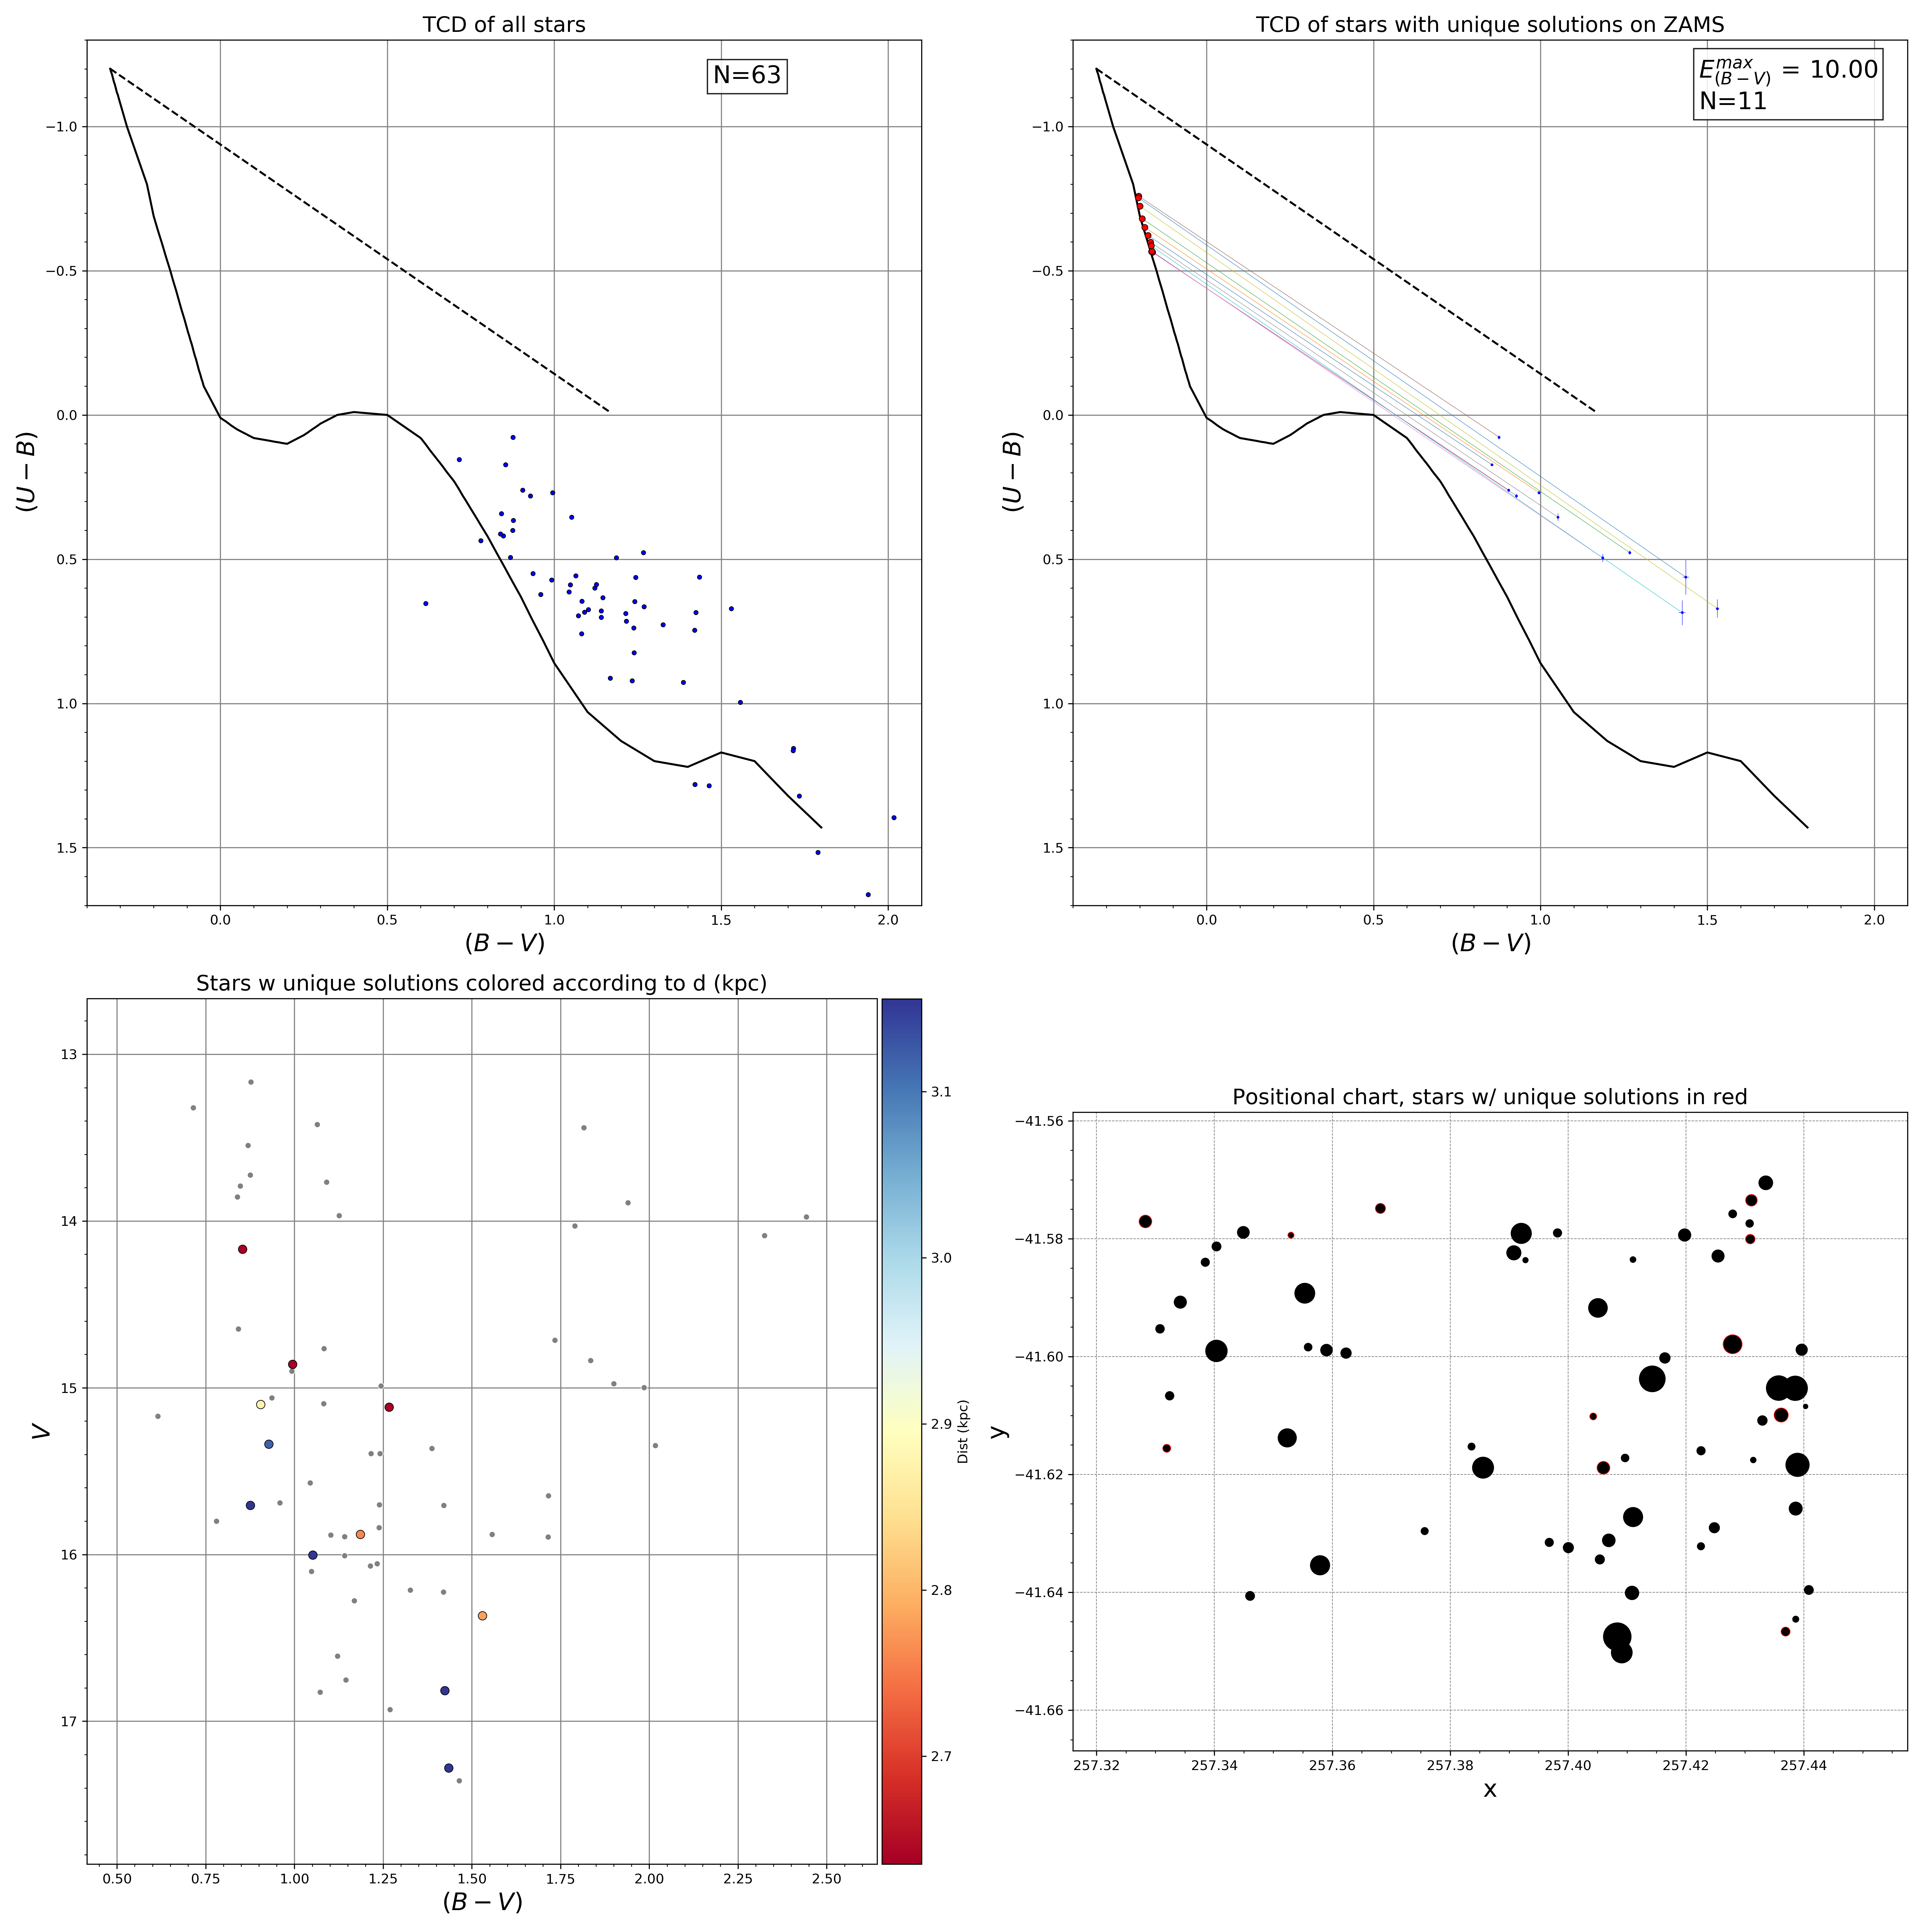 TCD of all stars
N=63
−1.0
−0.5
0.0
0.5
1.0
1.5
(U − B)
0.0 0.5 1.0 1.5 2.0
(B − V)
TCD of stars with unique solutions on ZAMS
E^{max}_{(B−V)} = 10.00
N=11
−1.0
−0.5
0.0
0.5
1.0
1.5
(U − B)
0.0 0.5 1.0 1.5 2.0
(B − V)
Stars w unique solutions colored according to d (kpc)
13
14
15
16
17
V
0.50 0.75 1.00 1.25 1.50 1.75 2.00 2.25 2.50
(B − V)
3.1
3.0
2.9
2.8
2.7
Dist (kpc)
Positional chart, stars w/ unique solutions in red
−41.56
−41.58
−41.60
−41.62
−41.64
−41.66
y
257.32 257.34 257.36 257.38 257.40 257.42 257.44
x